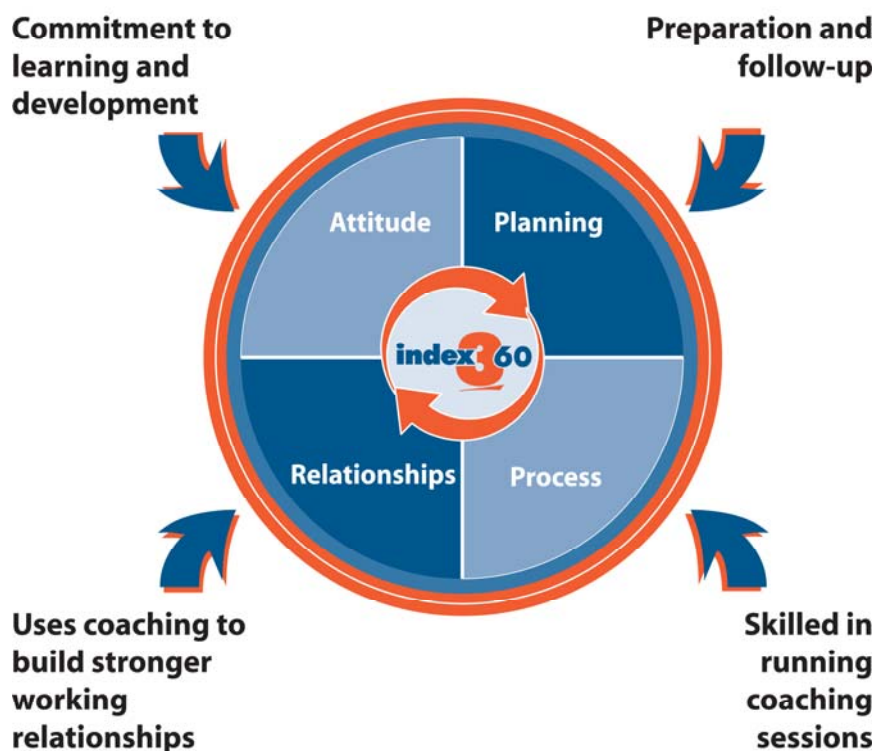 Commitment to
learning and
development
Preparation and
follow-up
Attitude
Planning
index360
Relationships
Process
Uses coaching to
build stronger
working
relationships
Skilled in
running
coaching
sessions